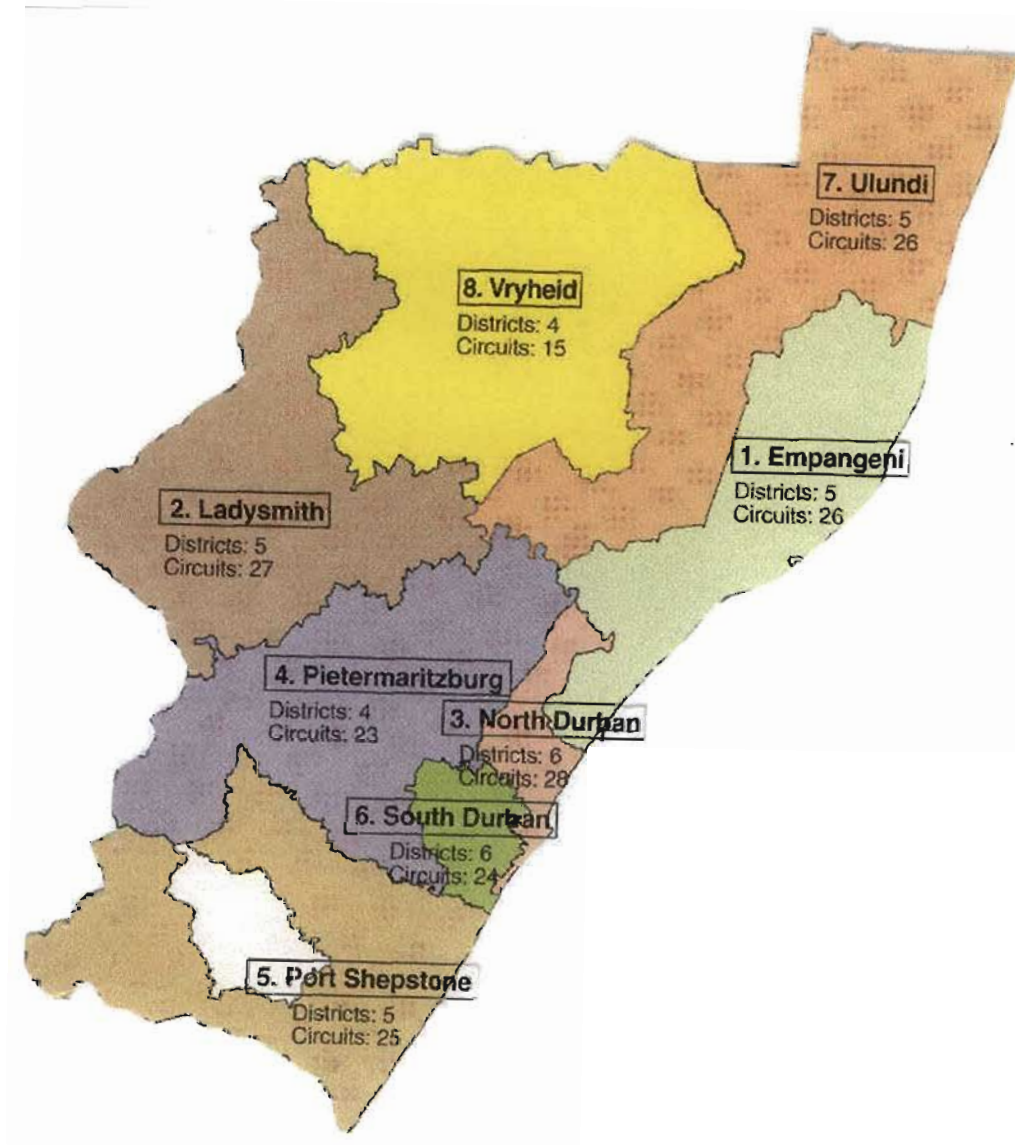 7. Ulundi
Districts: 5
Circuits: 26
8. Vryheid
Districts: 4
Circuits: 15
1. Empangeni
Districts: 5
Circuits: 26
2. Ladysmith
Districts: 5
Circuits: 27
4. Pietermaritzburg
Districts: 4
Circuits: 23
3. North Durban
Districts: 6
Circuits: 28
6. South Durban
Districts: 6
Circuits: 24
5. Port Shepstone
Districts: 5
Circuits: 25